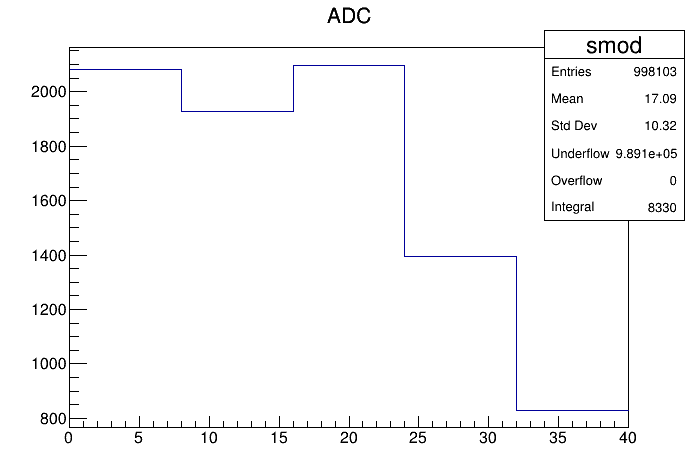 ADC
smod
Entries 998103
Mean 17.09
Std Dev 10.32
Underflow 9.891e+05
Overflow 0
Integral 8330
2000
1800
1600
1400
1200
1000
800
0 5 10 15 20 25 30 35 40